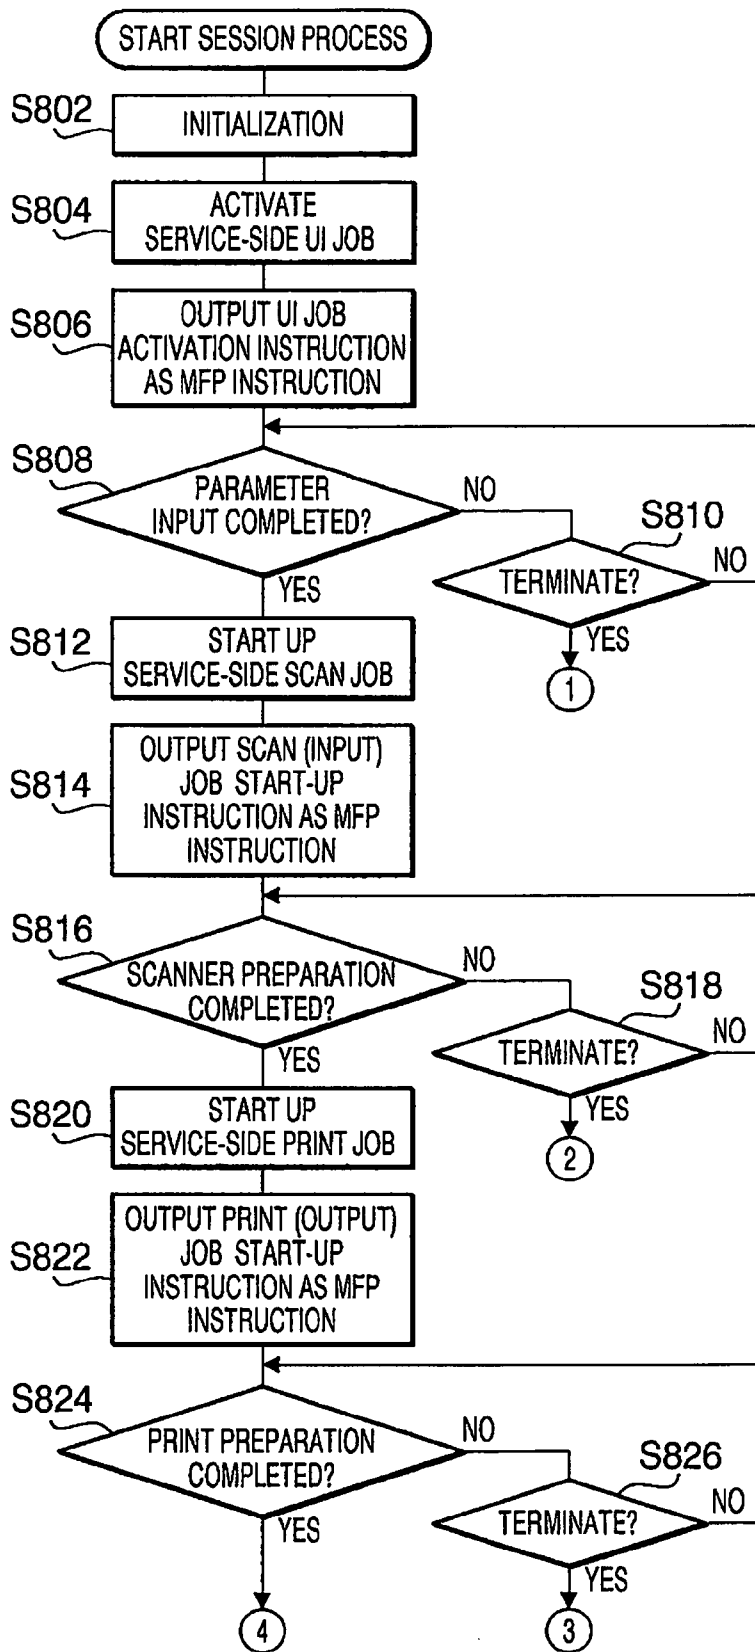 START SESSION PROCESS
S802
INITIALIZATION
S804
ACTIVATE
SERVICE-SIDE UI JOB
S806
OUTPUT UI JOB
ACTIVATION INSTRUCTION
AS MFP INSTRUCTION
S808
PARAMETER
INPUT COMPLETED?
NO
YES
S810
TERMINATE?
NO
YES
1
S812
START UP
SERVICE-SIDE SCAN JOB
S814
OUTPUT SCAN (INPUT)
JOB START-UP
INSTRUCTION AS MFP
INSTRUCTION
S816
SCANNER PREPARATION
COMPLETED?
NO
YES
S818
TERMINATE?
NO
YES
2
S820
START UP
SERVICE-SIDE PRINT JOB
S822
OUTPUT PRINT (OUTPUT)
JOB START-UP
INSTRUCTION AS MFP
INSTRUCTION
S824
PRINT PREPARATION
COMPLETED?
NO
YES
S826
TERMINATE?
NO
YES
4
3